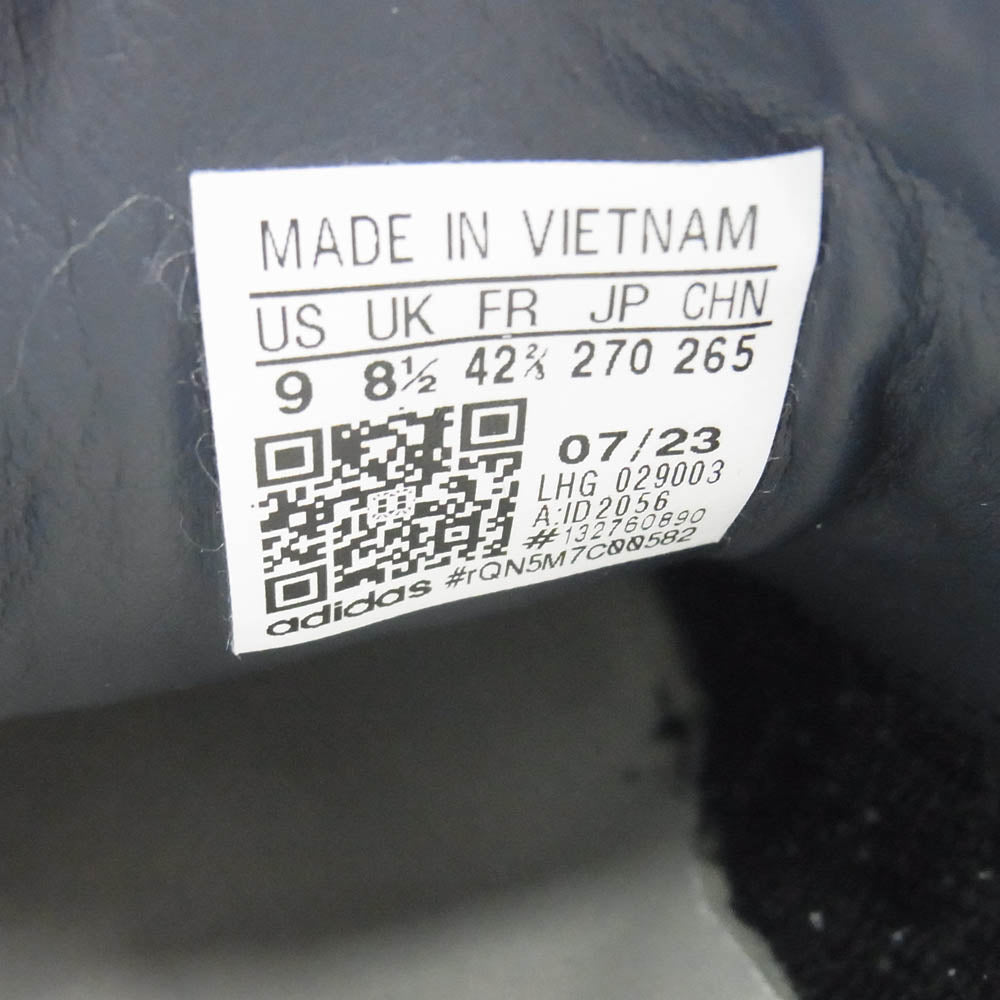 MADE IN VIETNAM
US UK FR JP CHN
9 8½ 42⅔ 270 265
07/23
LHG 029003
A:ID2056
#132760890
#rQN5M7C00582
adidas